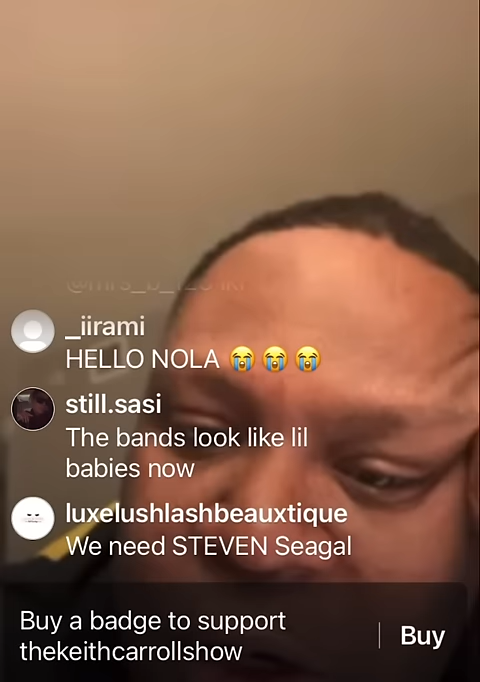 _iirami
HELLO NOLA 😭😭😭
still.sasi
The bands look like lil
babies now
luxelushlashbeauxtique
We need STEVEN Seagal
Buy a badge to support
thekeithcarrollshow
Buy